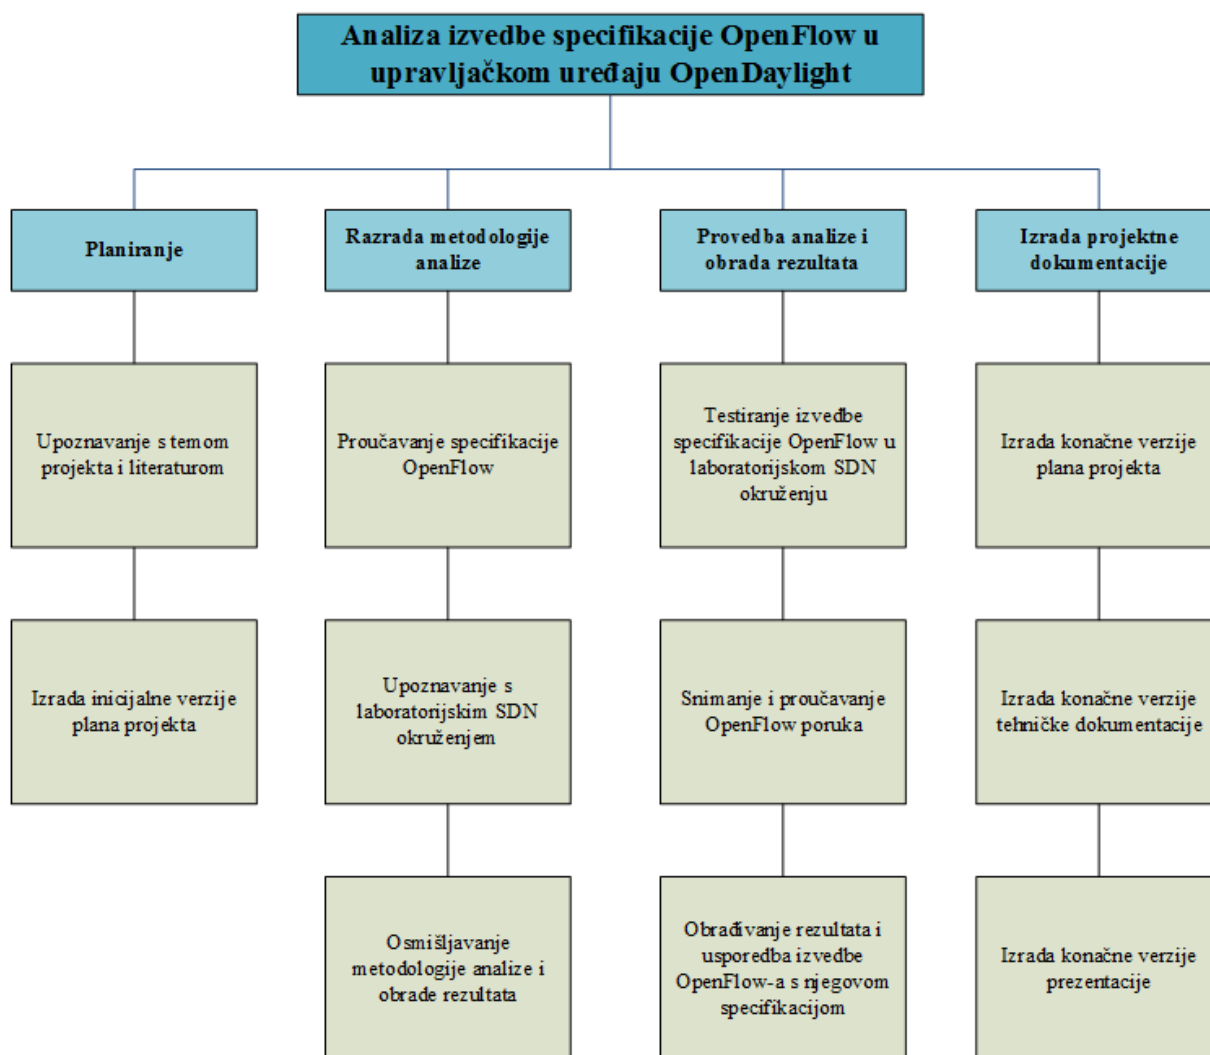 Analiza izvedbe specifikacije OpenFlow u
upravljačkom uređaju OpenDaylight
Planiranje
Razrada metodologije
analize
Provedba analize i
obrada rezultata
Izrada projektne
dokumentacije
Upoznavanje s temom
projekta i literaturom
Proučavanje specifikacije
OpenFlow
Testiranje izvedbe
specifikacije OpenFlow u
laboratorijskom SDN
okruženju
Izrada konačne verzije
plana projekta
Izrada inicijalne verzije
plana projekta
Upoznavanje s
laboratorijskim SDN
okruženjem
Snimanje i proučavanje
OpenFlow poruka
Izrada konačne verzije
tehničke dokumentacije
Osmišljavanje
metodologije analize i
obrade rezultata
Obrađivanje rezultata i
usporedba izvedbe
OpenFlow-a s njegovom
specifikacijom
Izrada konačne verzije
prezentacije